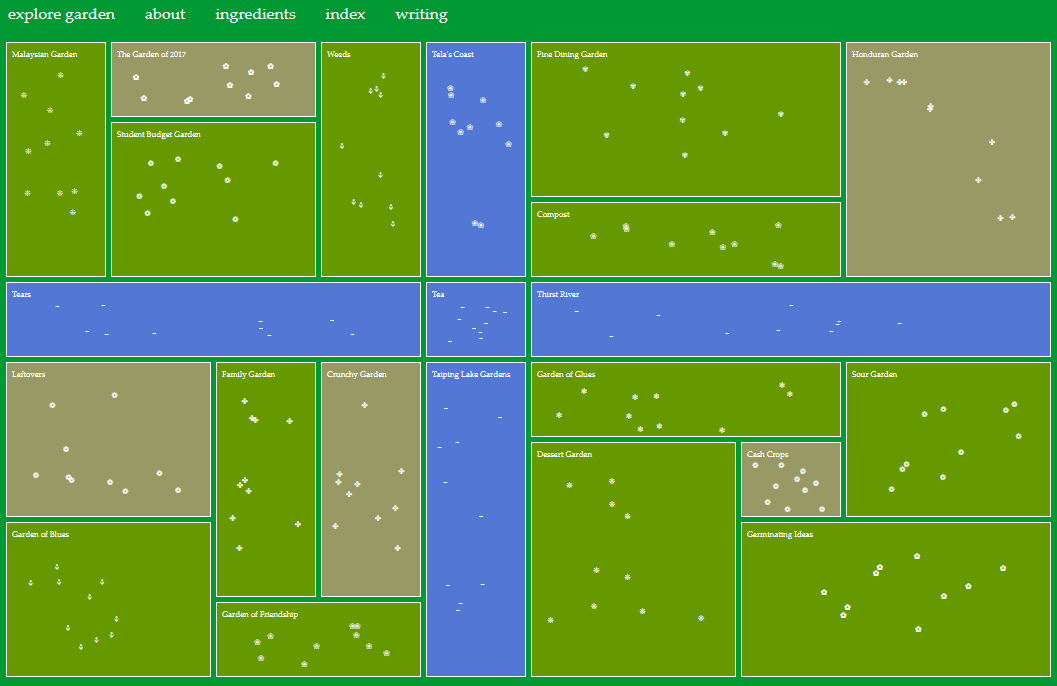 explore garden about ingredients index writing
Malaysian Garden
The Garden of 2017
Weeds
Tela's Coast
Fine Dining Garden
Honduran Garden
Student Budget Garden
Compost
Tears
Tea
Thirst River
Leftovers
Family Garden
Crunchy Garden
Taiping Lake Gardens
Garden of Glues
Sour Garden
Dessert Garden
Cash Crops
Garden of Blues
Germinating Ideas
Garden of Friendship